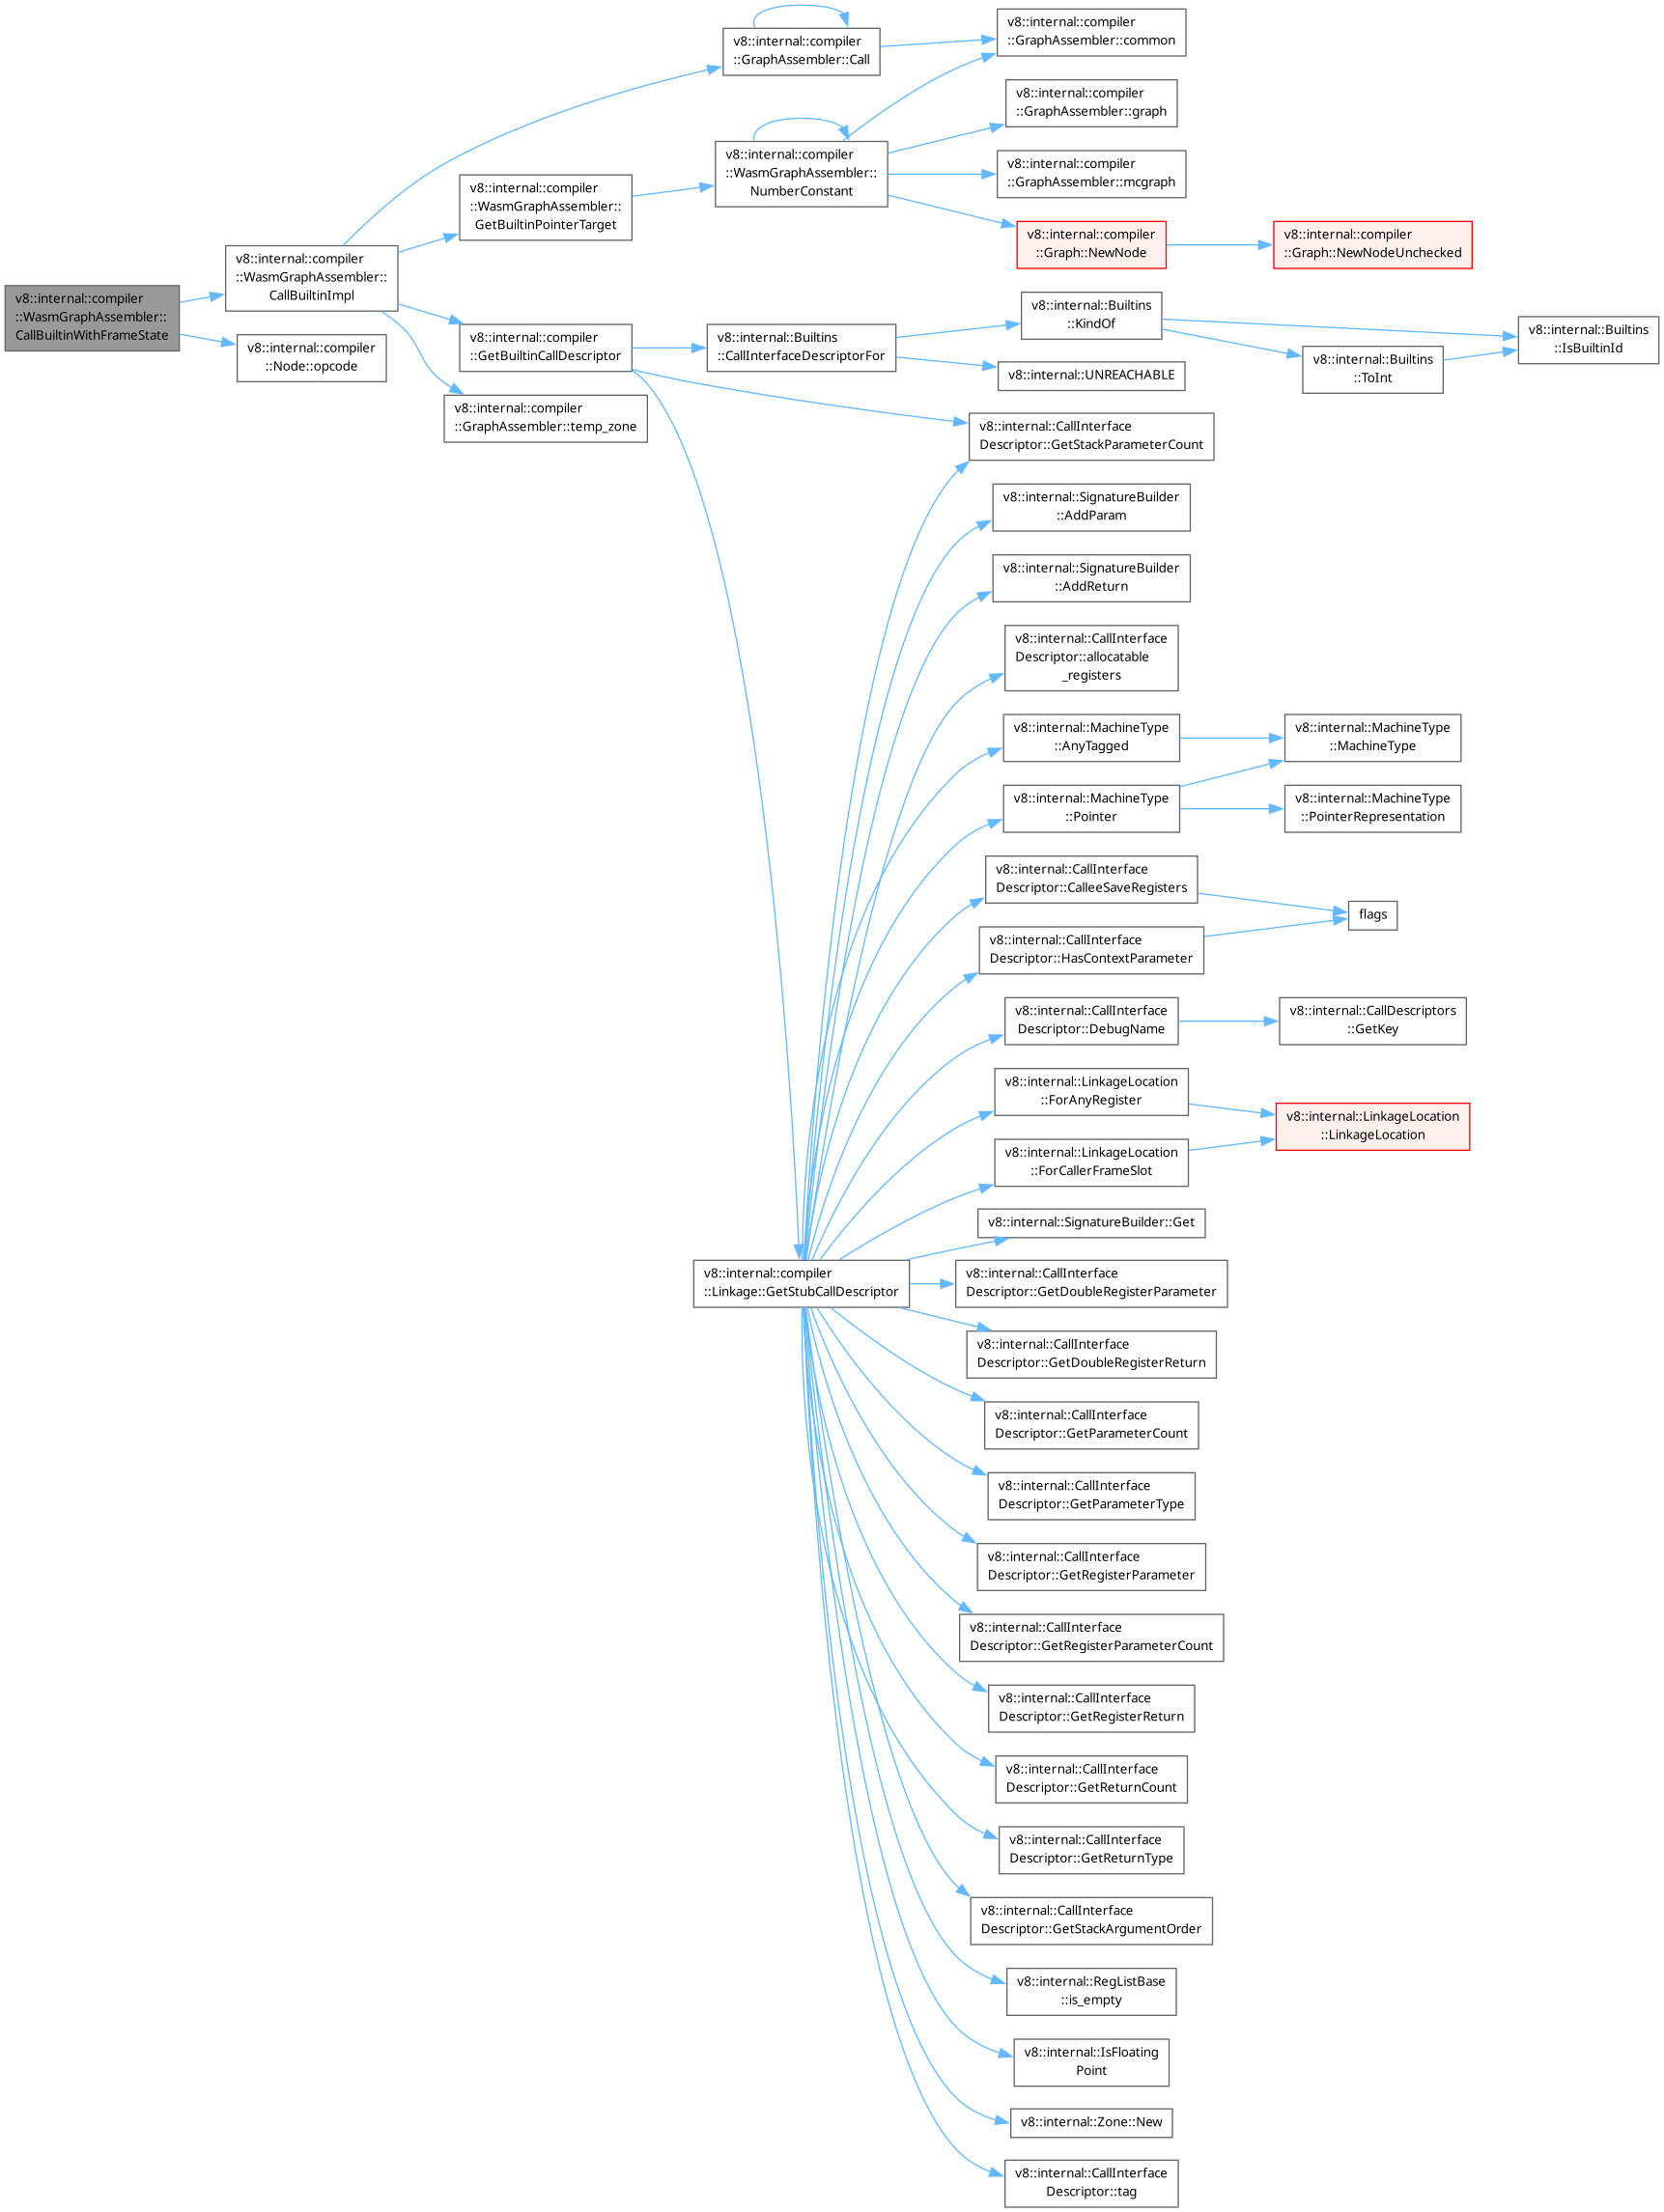 v8::internal::compiler
::WasmGraphAssembler::
CallBuiltinWithFrameState
v8::internal::compiler
::WasmGraphAssembler::
CallBuiltinImpl
v8::internal::compiler
::Node::opcode
v8::internal::compiler
::GraphAssembler::Call
v8::internal::compiler
::GraphAssembler::common
v8::internal::compiler
::WasmGraphAssembler::
GetBuiltinPointerTarget
v8::internal::compiler
::WasmGraphAssembler::
NumberConstant
v8::internal::compiler
::GraphAssembler::graph
v8::internal::compiler
::GraphAssembler::mcgraph
v8::internal::compiler
::Graph::NewNode
v8::internal::compiler
::Graph::NewNodeUnchecked
v8::internal::compiler
::GetBuiltinCallDescriptor
v8::internal::compiler
::GraphAssembler::temp_zone
v8::internal::Builtins
::CallInterfaceDescriptorFor
v8::internal::Builtins
::KindOf
v8::internal::UNREACHABLE
v8::internal::Builtins
::ToInt
v8::internal::Builtins
::IsBuiltinId
v8::internal::CallInterface
Descriptor::GetStackParameterCount
v8::internal::compiler
::Linkage::GetStubCallDescriptor
v8::internal::SignatureBuilder
::AddParam
v8::internal::SignatureBuilder
::AddReturn
v8::internal::CallInterface
Descriptor::allocatable
_registers
v8::internal::MachineType
::AnyTagged
v8::internal::MachineType
::MachineType
v8::internal::MachineType
::Pointer
v8::internal::MachineType
::PointerRepresentation
v8::internal::CallInterface
Descriptor::CalleeSaveRegisters
flags
v8::internal::CallInterface
Descriptor::HasContextParameter
v8::internal::CallInterface
Descriptor::DebugName
v8::internal::CallDescriptors
::GetKey
v8::internal::LinkageLocation
::ForAnyRegister
v8::internal::LinkageLocation
::LinkageLocation
v8::internal::LinkageLocation
::ForCallerFrameSlot
v8::internal::SignatureBuilder::Get
v8::internal::CallInterface
Descriptor::GetDoubleRegisterParameter
v8::internal::CallInterface
Descriptor::GetDoubleRegisterReturn
v8::internal::CallInterface
Descriptor::GetParameterCount
v8::internal::CallInterface
Descriptor::GetParameterType
v8::internal::CallInterface
Descriptor::GetRegisterParameter
v8::internal::CallInterface
Descriptor::GetRegisterParameterCount
v8::internal::CallInterface
Descriptor::GetRegisterReturn
v8::internal::CallInterface
Descriptor::GetReturnCount
v8::internal::CallInterface
Descriptor::GetReturnType
v8::internal::CallInterface
Descriptor::GetStackArgumentOrder
v8::internal::RegListBase
::is_empty
v8::internal::IsFloating
Point
v8::internal::Zone::New
v8::internal::CallInterface
Descriptor::tag